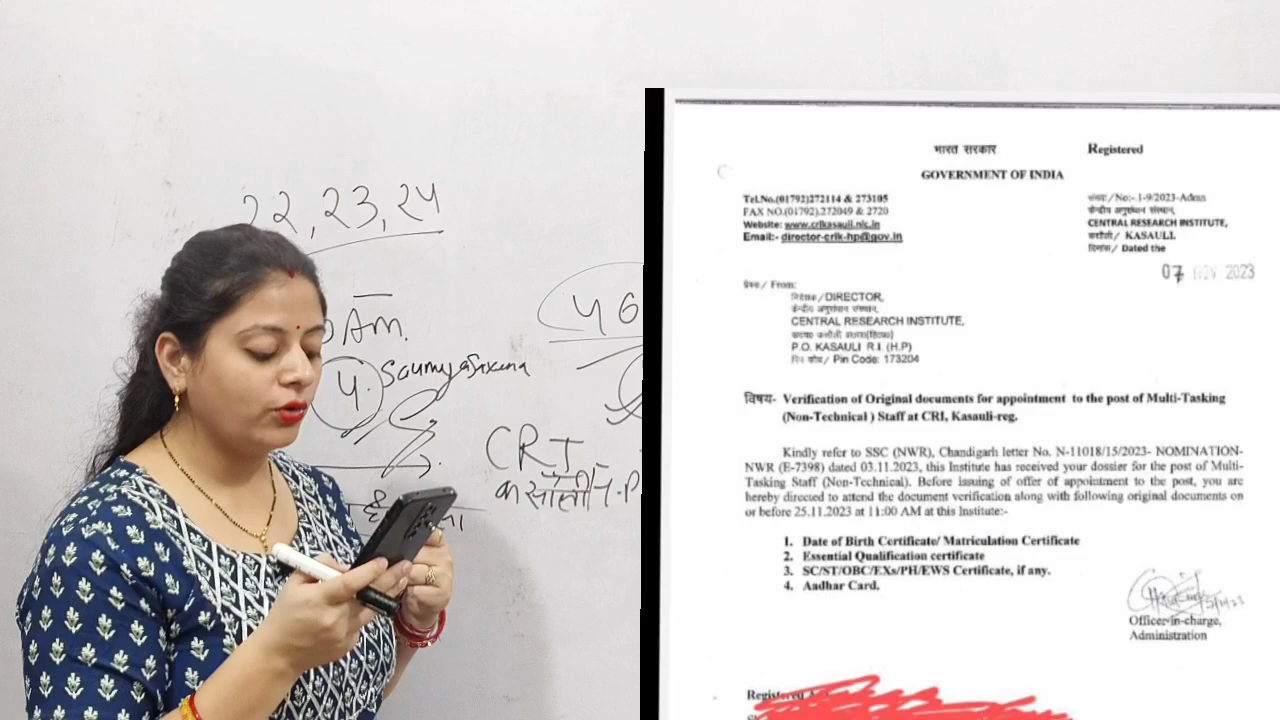 22, 23, 24
AM.
4.
Saumya Saxena
CRI
कसौली
भारत सरकार
Registered
GOVERNMENT OF INDIA
Tel.No.(01792)272114 & 273105
FAX NO.(01792).272049 & 2720
Website: www.crikasauli.nic.in
Email:- director-crik-hp@gov.in
संख्या/No:-.1-9/2023-Admn
केन्दीय अनुसंधान संस्थान,
CENTRAL RESEARCH INSTITUTE,
कसौली/ KASAULI.
दिनांक/ Dated the
07 NOV 2023
प्रेषक/ From:
निदेशक/DIRECTOR,
केन्दीय अनुसंधान संस्थान,
CENTRAL RESEARCH INSTITUTE,
P.O. KASAULI R.I. (H.P)
पिन कोड/ Pin Code: 173204
विषय- Verification of Original documents for appointment to the post of Multi-Tasking
(Non-Technical ) Staff at CRI, Kasauli-reg.
Kindly refer to SSC (NWR), Chandigarh letter No. N-11018/15/2023- NOMINATION-
NWR (E-7398) dated 03.11.2023, this Institute has received your dossier for the post of Multi-
Tasking Staff (Non-Technical). Before issuing of offer of appointment to the post, you are
hereby directed to attend the document verification along with following original documents on
or before 25.11.2023 at 11:00 AM at this Institute:-
1. Date of Birth Certificate/ Matriculation Certificate
2. Essential Qualification certificate
3. SC/ST/OBC/EXs/PH/EWS Certificate, if any.
4. Aadhar Card.
Officer-in-charge,
Administration
Registered